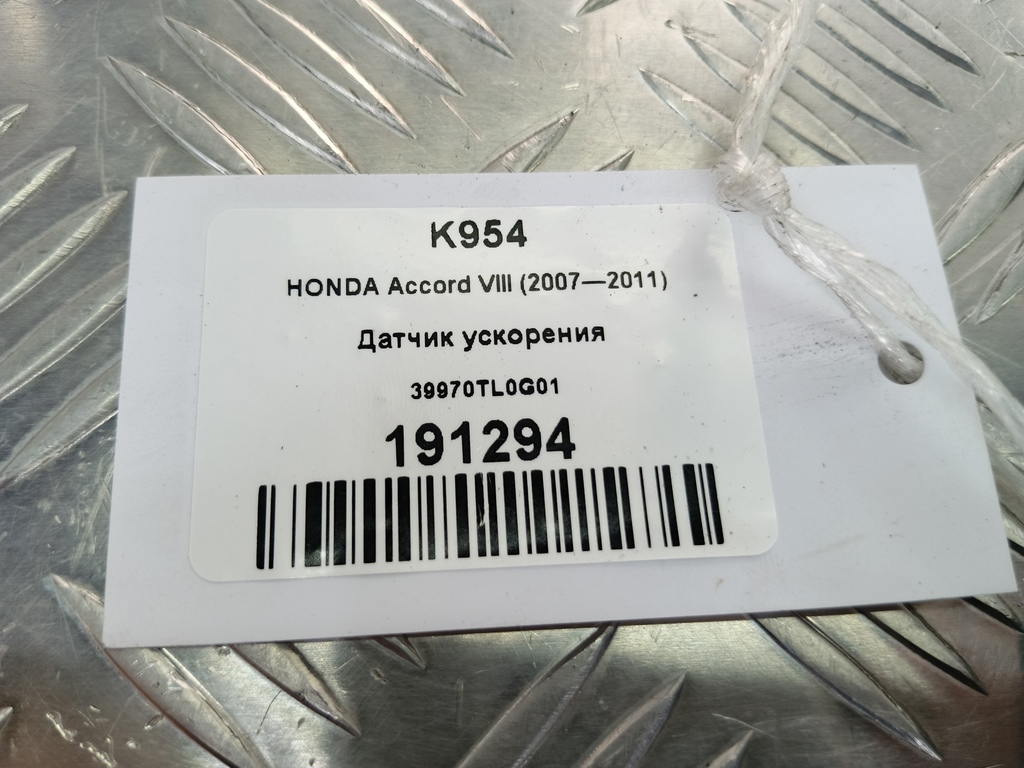 K954
HONDA Accord VIII (2007—2011)
Датчик ускорения
39970TL0G01
191294